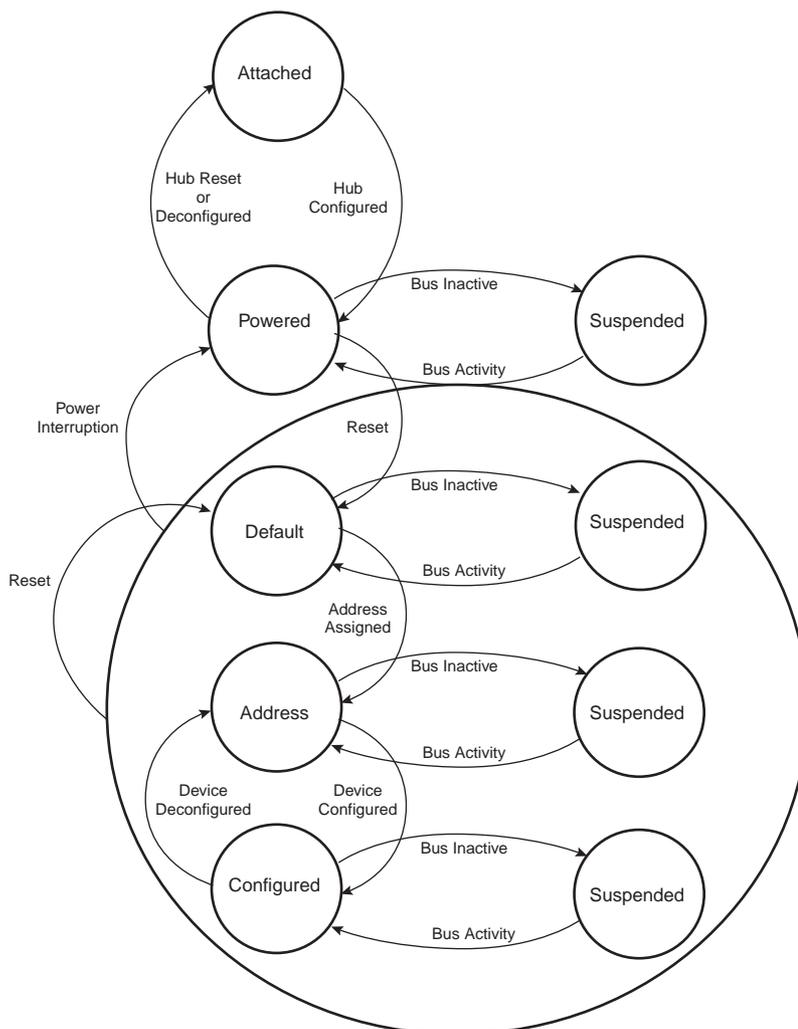 Attached
Hub Reset
or
Deconfigured
Hub
Configured
Powered
Bus Inactive
Suspended
Bus Activity
Power
Interruption
Reset
Default
Bus Inactive
Suspended
Bus Activity
Reset
Address
Assigned
Address
Bus Inactive
Suspended
Bus Activity
Device
Deconfigured
Device
Configured
Configured
Bus Inactive
Suspended
Bus Activity